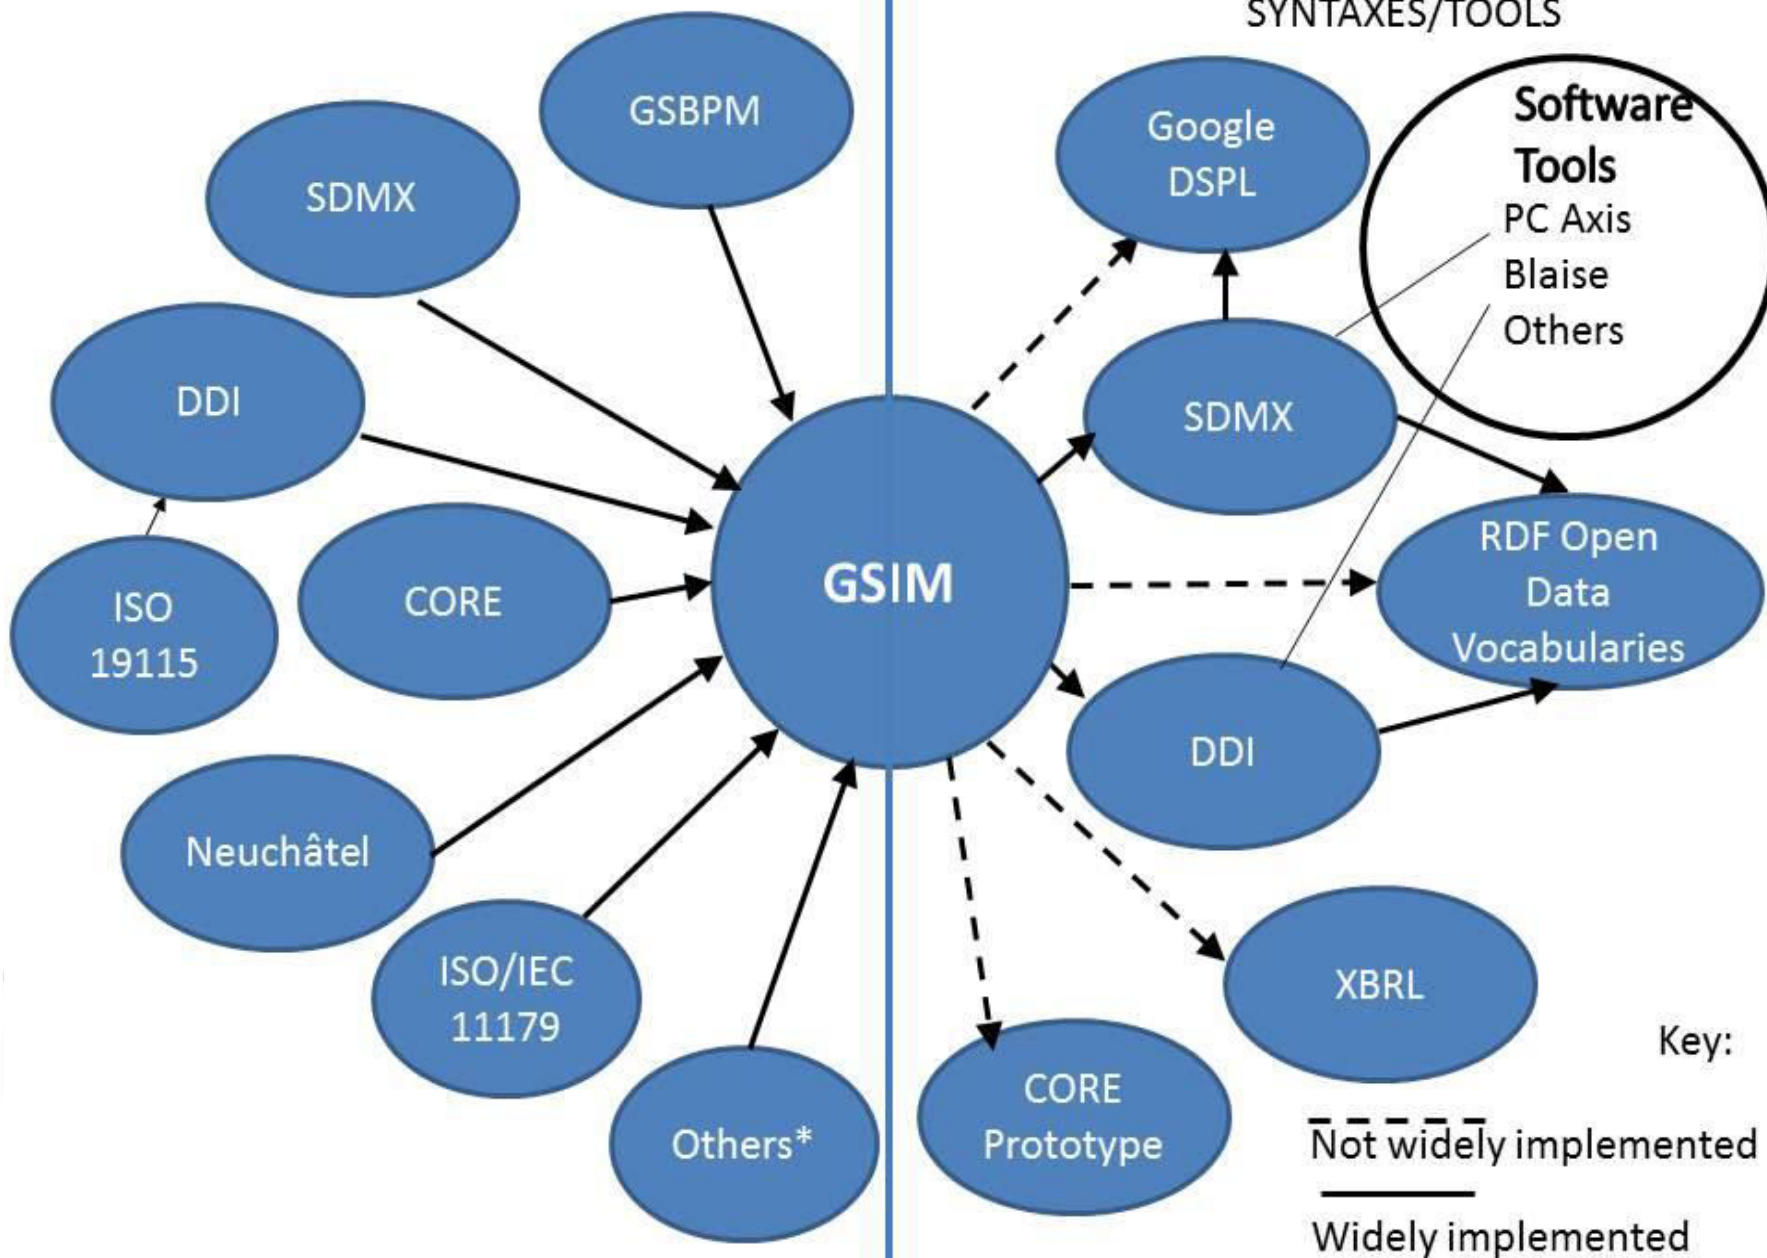 SYNTAXES/TOOLS
GSBPM
SDMX
DDI
ISO
19115
CORE
Neuchâtel
ISO/IEC
11179
Others*
GSIM
Google
DSPL
Software
Tools
PC Axis
Blaise
Others
SDMX
RDF Open
Data
Vocabularies
DDI
XBRL
CORE
Prototype
Key:
Not widely implemented
Widely implemented